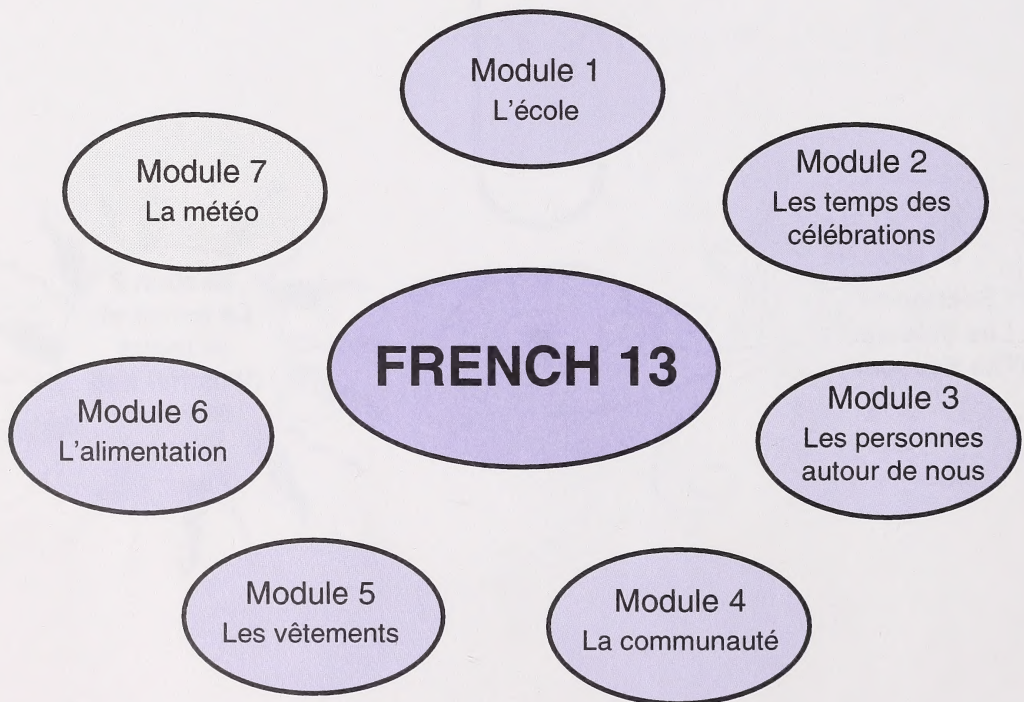 Module 1
L'école
Module 2
Les temps des
célébrations
Module 3
Les personnes
autour de nous
Module 4
La communauté
Module 5
Les vêtements
Module 6
L'alimentation
Module 7
La météo
FRENCH 13